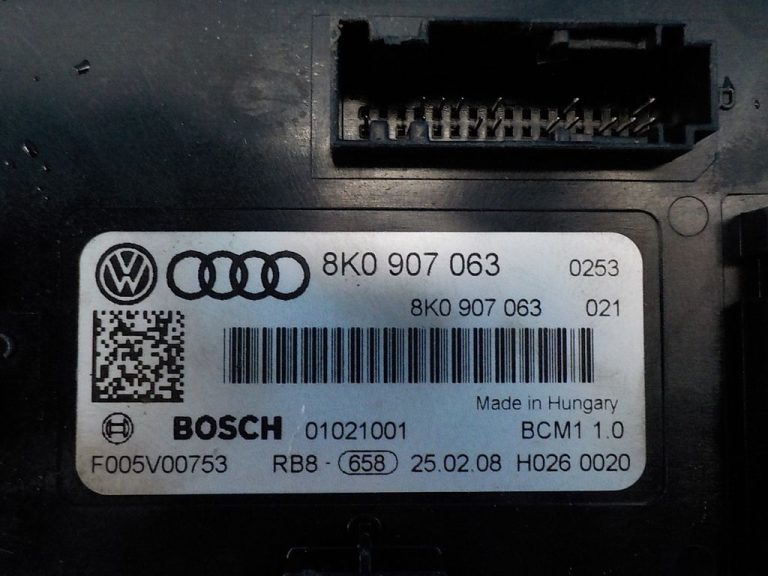 8K0 907 063 0253
8K0 907 063 021
Made in Hungary
BOSCH 01021001 BCM1 1.0
F005V00753 RB8 - 658 25.02.08 H026 0020